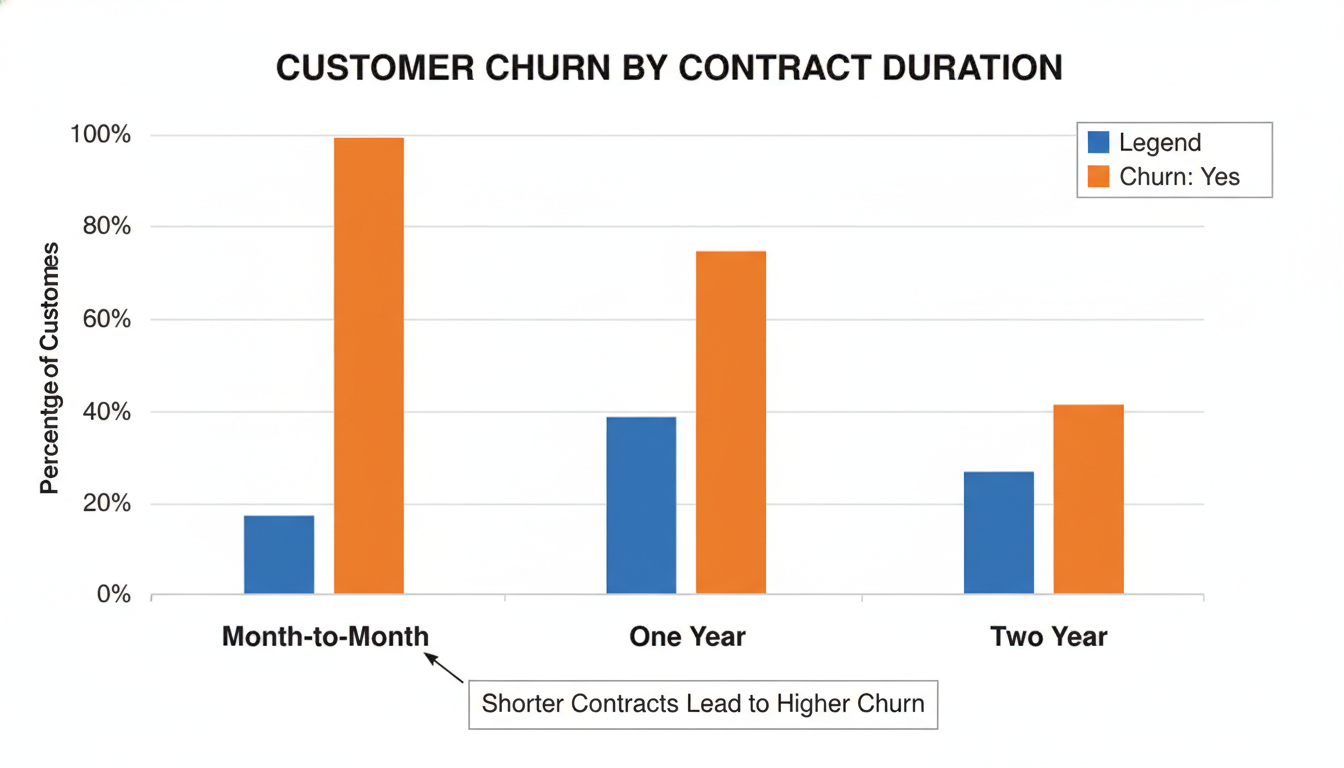 CUSTOMER CHURN BY CONTRACT DURATION
Legend
Churn: Yes
Percentge of Customes
100%
80%
60%
40%
20%
0%
Month-to-Month
One Year
Two Year
Shorter Contracts Lead to Higher Churn